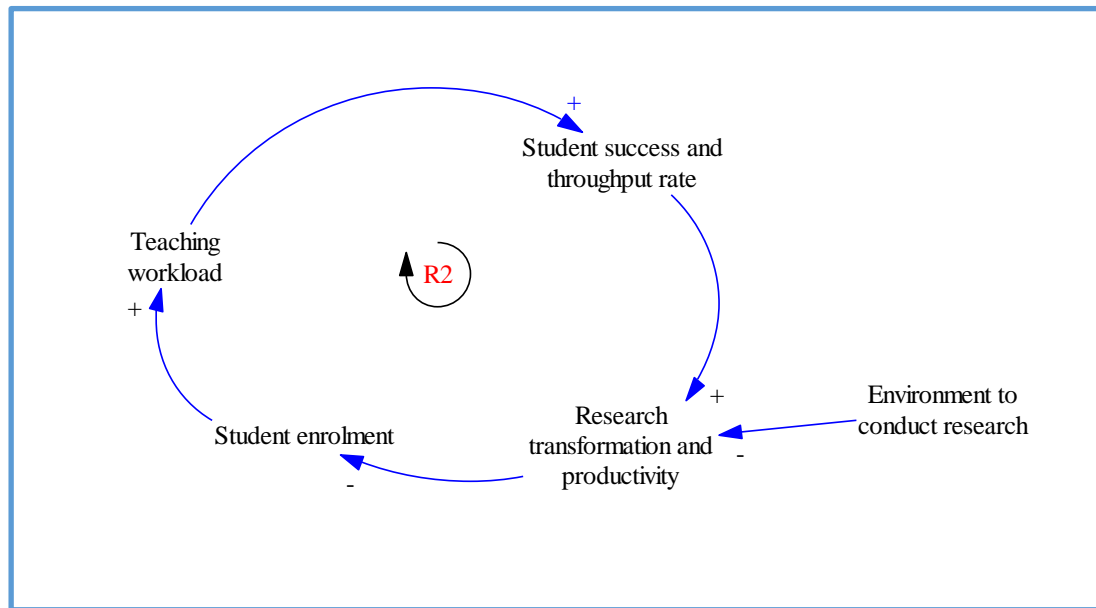 +
Student success and
throughput rate
Teaching
workload
R2
+
+
Environment to
conduct research
Research
transformation and
productivity
-
Student enrolment
-